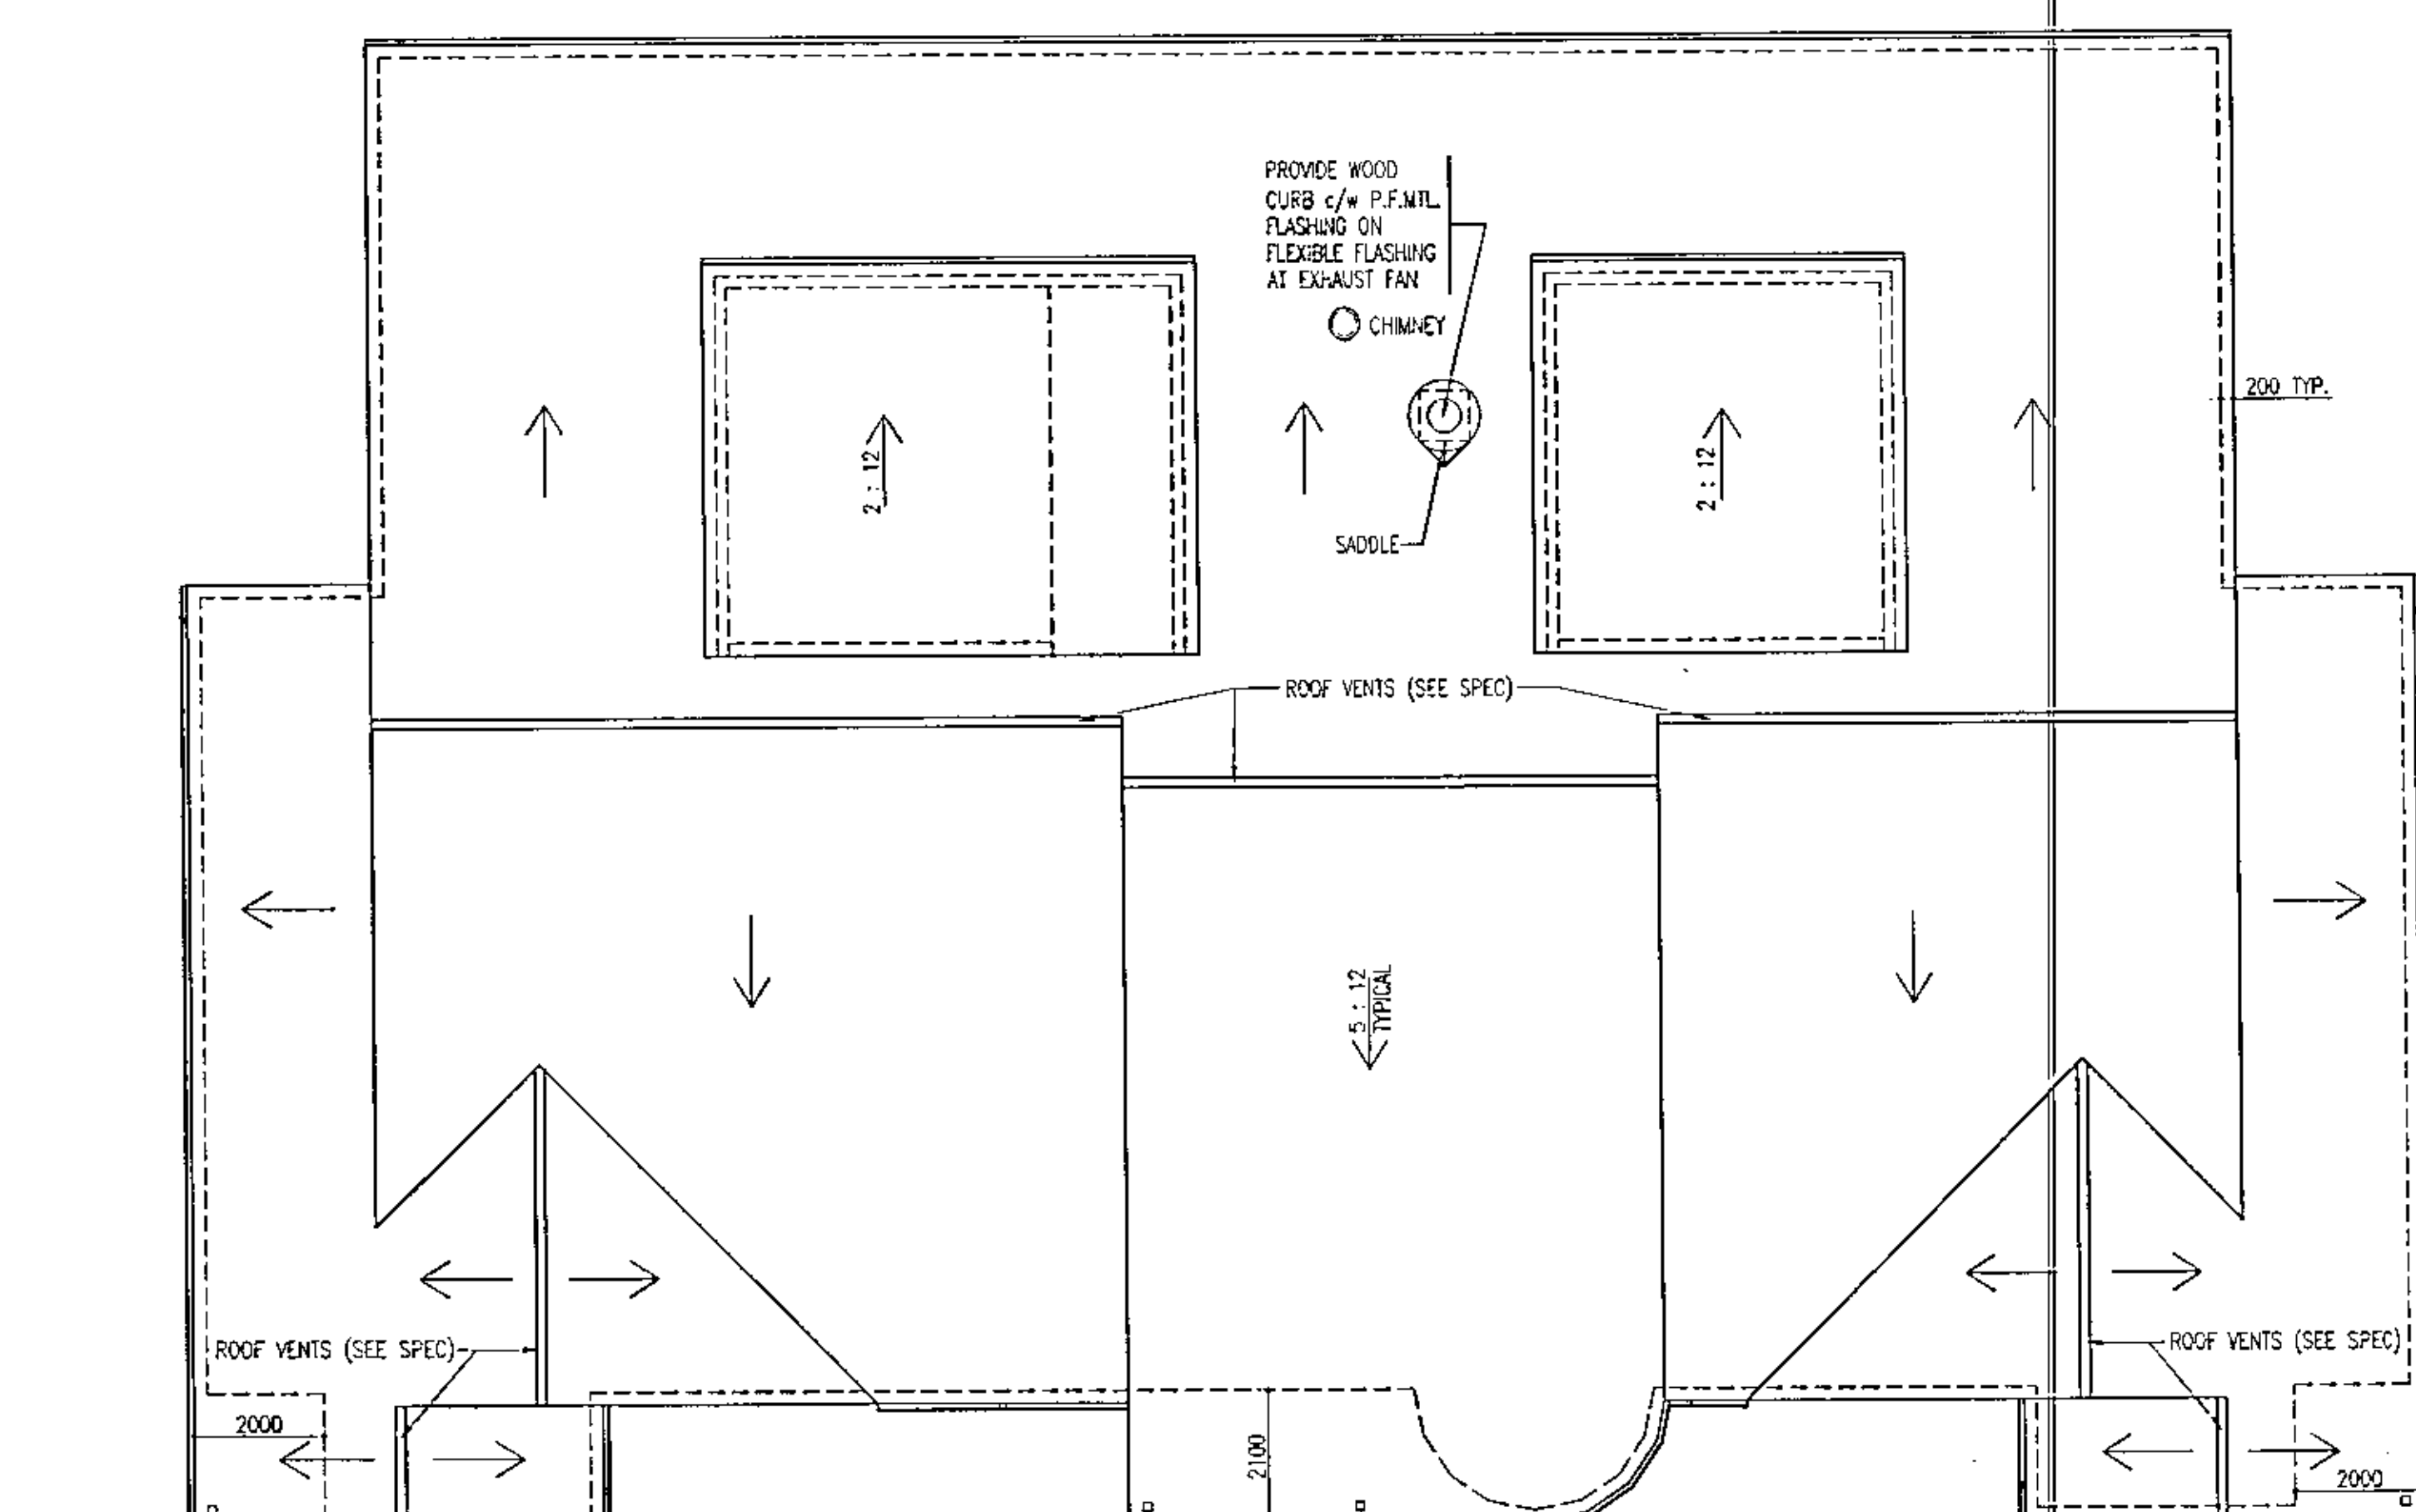 PROVIDE WOOD
CURB c/w P.F.MTL.
FLASHING ON
FLEXIBLE FLASHING
AT EXHAUST FAN
CHIMNEY
200 TYP.
2 : 12
2 : 12
SADDLE
ROOF VENTS (SEE SPEC)
5 : 12
TYPICAL
ROOF VENTS (SEE SPEC)
ROOF VENTS (SEE SPEC)
2000
2100
2000